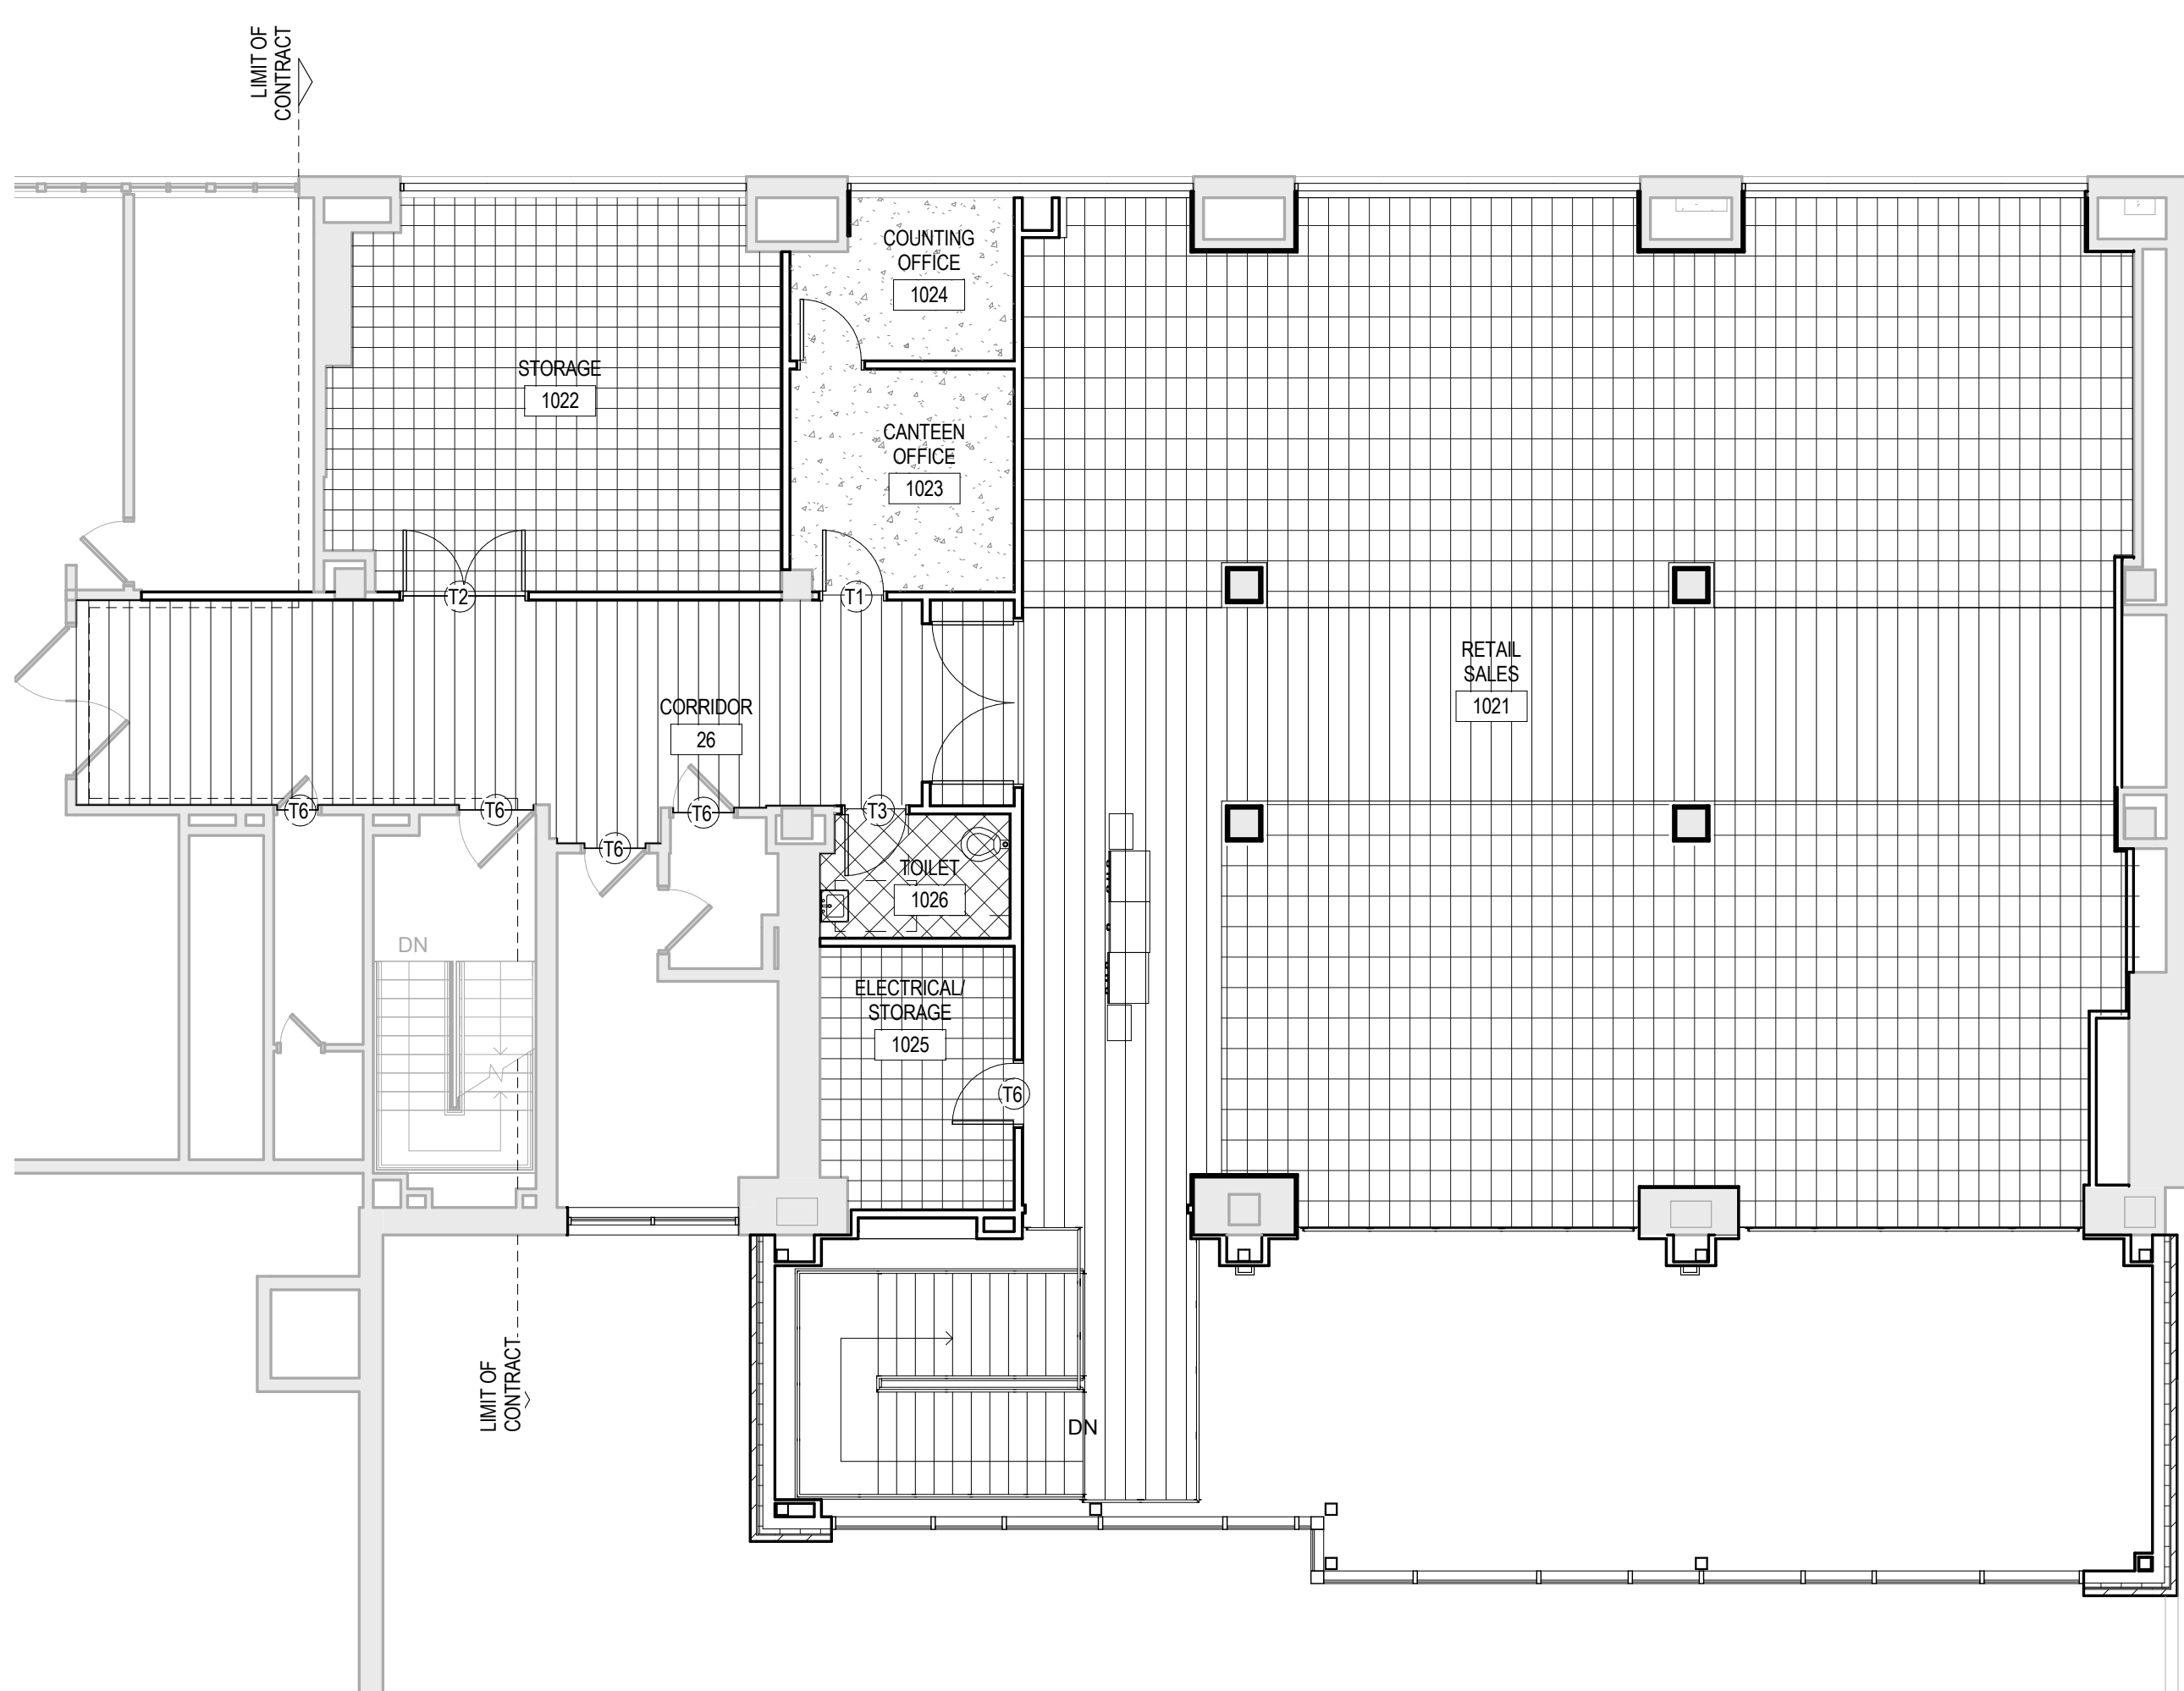 LIMIT OF
CONTRACT
COUNTING
OFFICE
1024
STORAGE
1022
CANTEEN
OFFICE
1023
T2
T1
RETAIL
SALES
1021
CORRIDOR
26
T6
T6
T6
T6
T3
TOILET
1026
DN
ELECTRICAL/
STORAGE
1025
T6
LIMIT OF
CONTRACT
DN